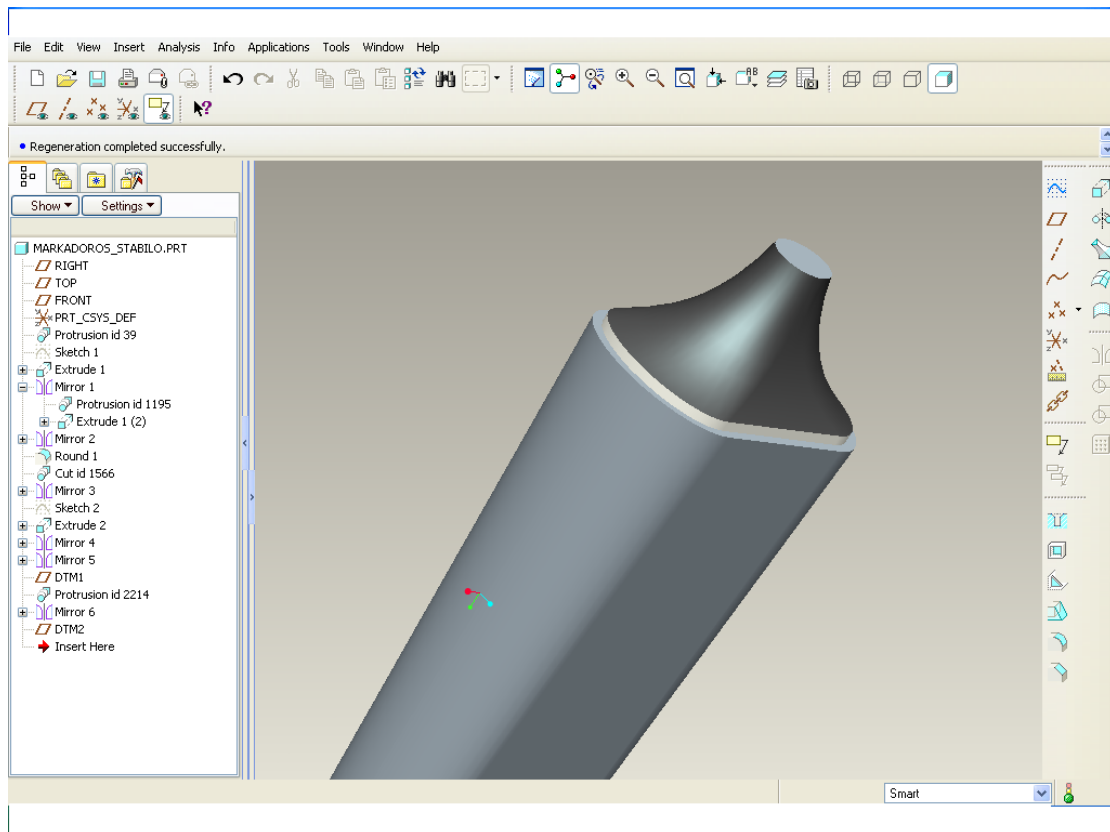 File Edit View Insert Analysis Info Applications Tools Window Help
Regeneration completed successfully.
Show Settings
MARKADOROS_STABILO.PRT
RIGHT
TOP
FRONT
PRT_CSYS_DEF
Protrusion id 39
Sketch 1
Extrude 1
Mirror 1
Protrusion id 1195
Extrude 1 (2)
Mirror 2
Round 1
Cut id 1566
Mirror 3
Sketch 2
Extrude 2
Mirror 4
Mirror 5
DTM1
Protrusion id 2214
Mirror 6
DTM2
Insert Here
Smart